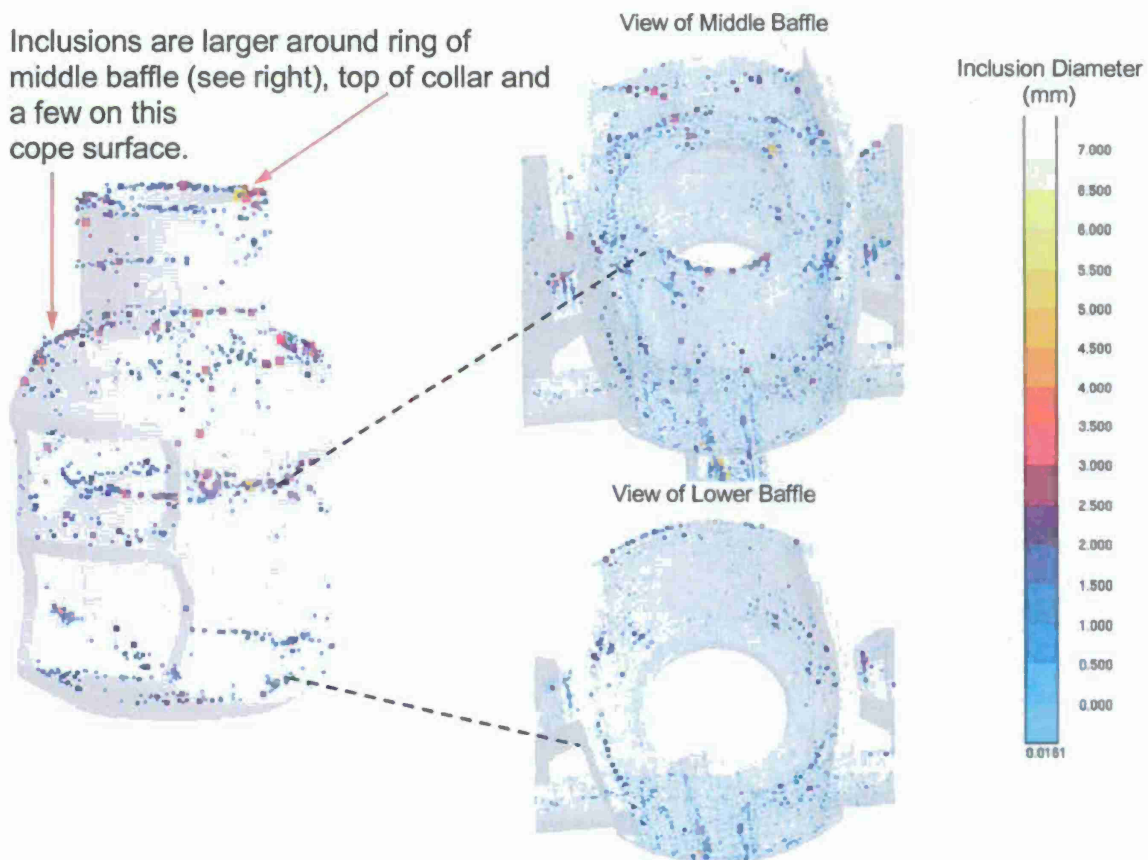 Inclusions are larger around ring of
middle baffle (see right), top of collar and
a few on this
cope surface.
View of Middle Baffle
View of Lower Baffle
Inclusion Diameter
(mm)
7.000
6.500
6.000
5.500
5.000
4.500
4.000
3.500
3.000
2.500
2.000
1.500
1.000
0.500
0.000
0.0161